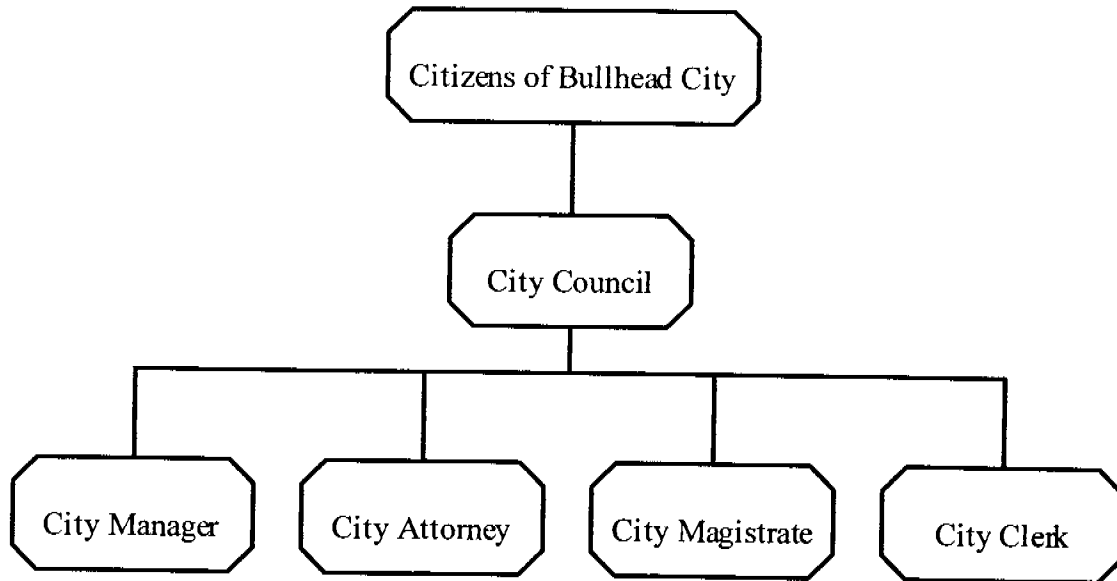 Citizens of Bullhead City
City Council
City Manager
City Attorney
City Magistrate
City Clerk